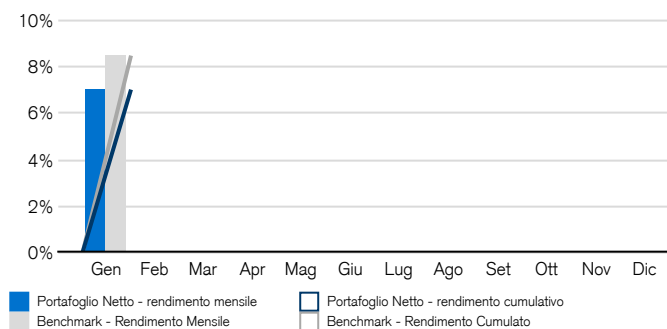 10%
8%
6%
4%
2%
0%
Gen Feb Mar Apr Mag Giu Lug Ago Set Ott Nov Dic
Portafoglio Netto - rendimento mensile Portafoglio Netto - rendimento cumulativo
Benchmark - Rendimento Mensile Benchmark - Rendimento Cumulato